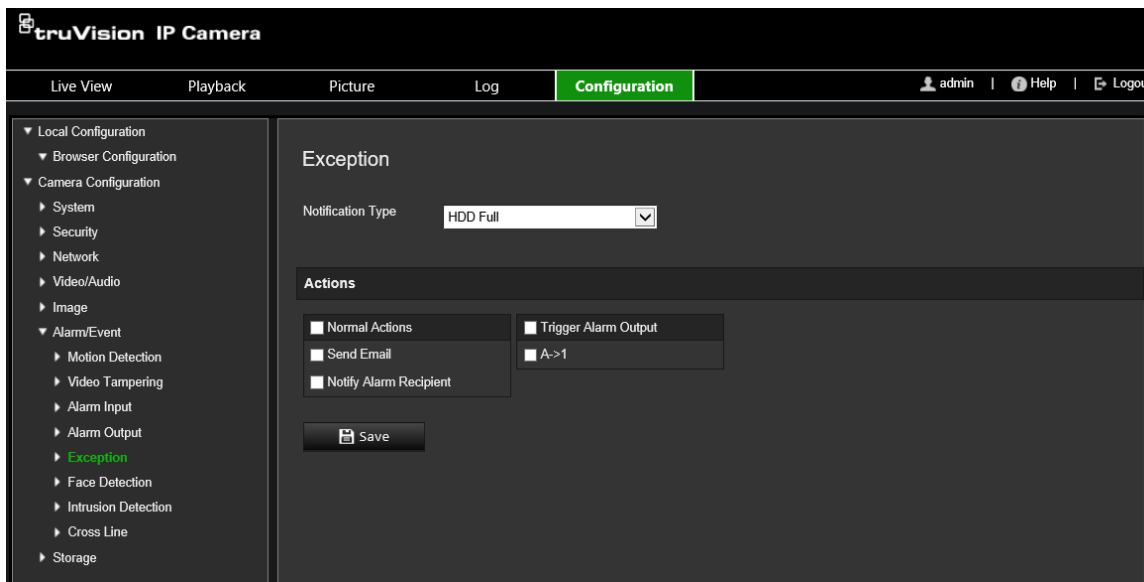 truVision IP Camera
Live View Playback Picture Log Configuration admin | Help | Logou
Local Configuration
Browser Configuration
Camera Configuration
System
Security
Network
Video/Audio
Image
Alarm/Event
Motion Detection
Video Tampering
Alarm Input
Alarm Output
Exception
Face Detection
Intrusion Detection
Cross Line
Storage
Exception
Notification Type HDD Full
Actions
Normal Actions Trigger Alarm Output
Send Email A->1
Notify Alarm Recipient
Save